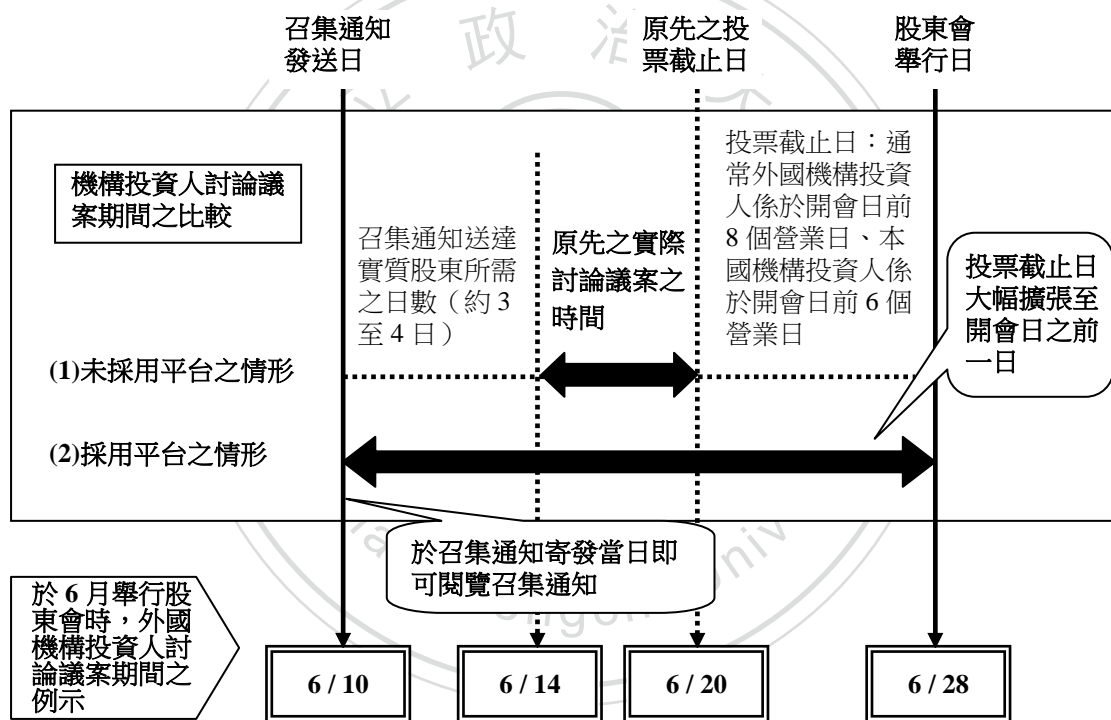 召集通知
發送日
原先之投
票截止日
股東會
舉行日
機構投資人討論議
案期間之比較
召集通知送達
實質股東所需
之日數（約 3
至 4 日）
原先之實際
討論議案之
時間
投票截止日：通
常外國機構投資
人係於開會日前
8 個營業日、本
國機構投資人係
於開會日前 6 個
營業日
投票截止日
大幅擴張至
開會日之前
一日
(1)未採用平台之情形
(2)採用平台之情形
於召集通知寄發當日即
可閱覽召集通知
於 6 月舉行股
東會時，外國
機構投資人討
論議案期間之
例示
6 / 10
6 / 14
6 / 20
6 / 28
政 治